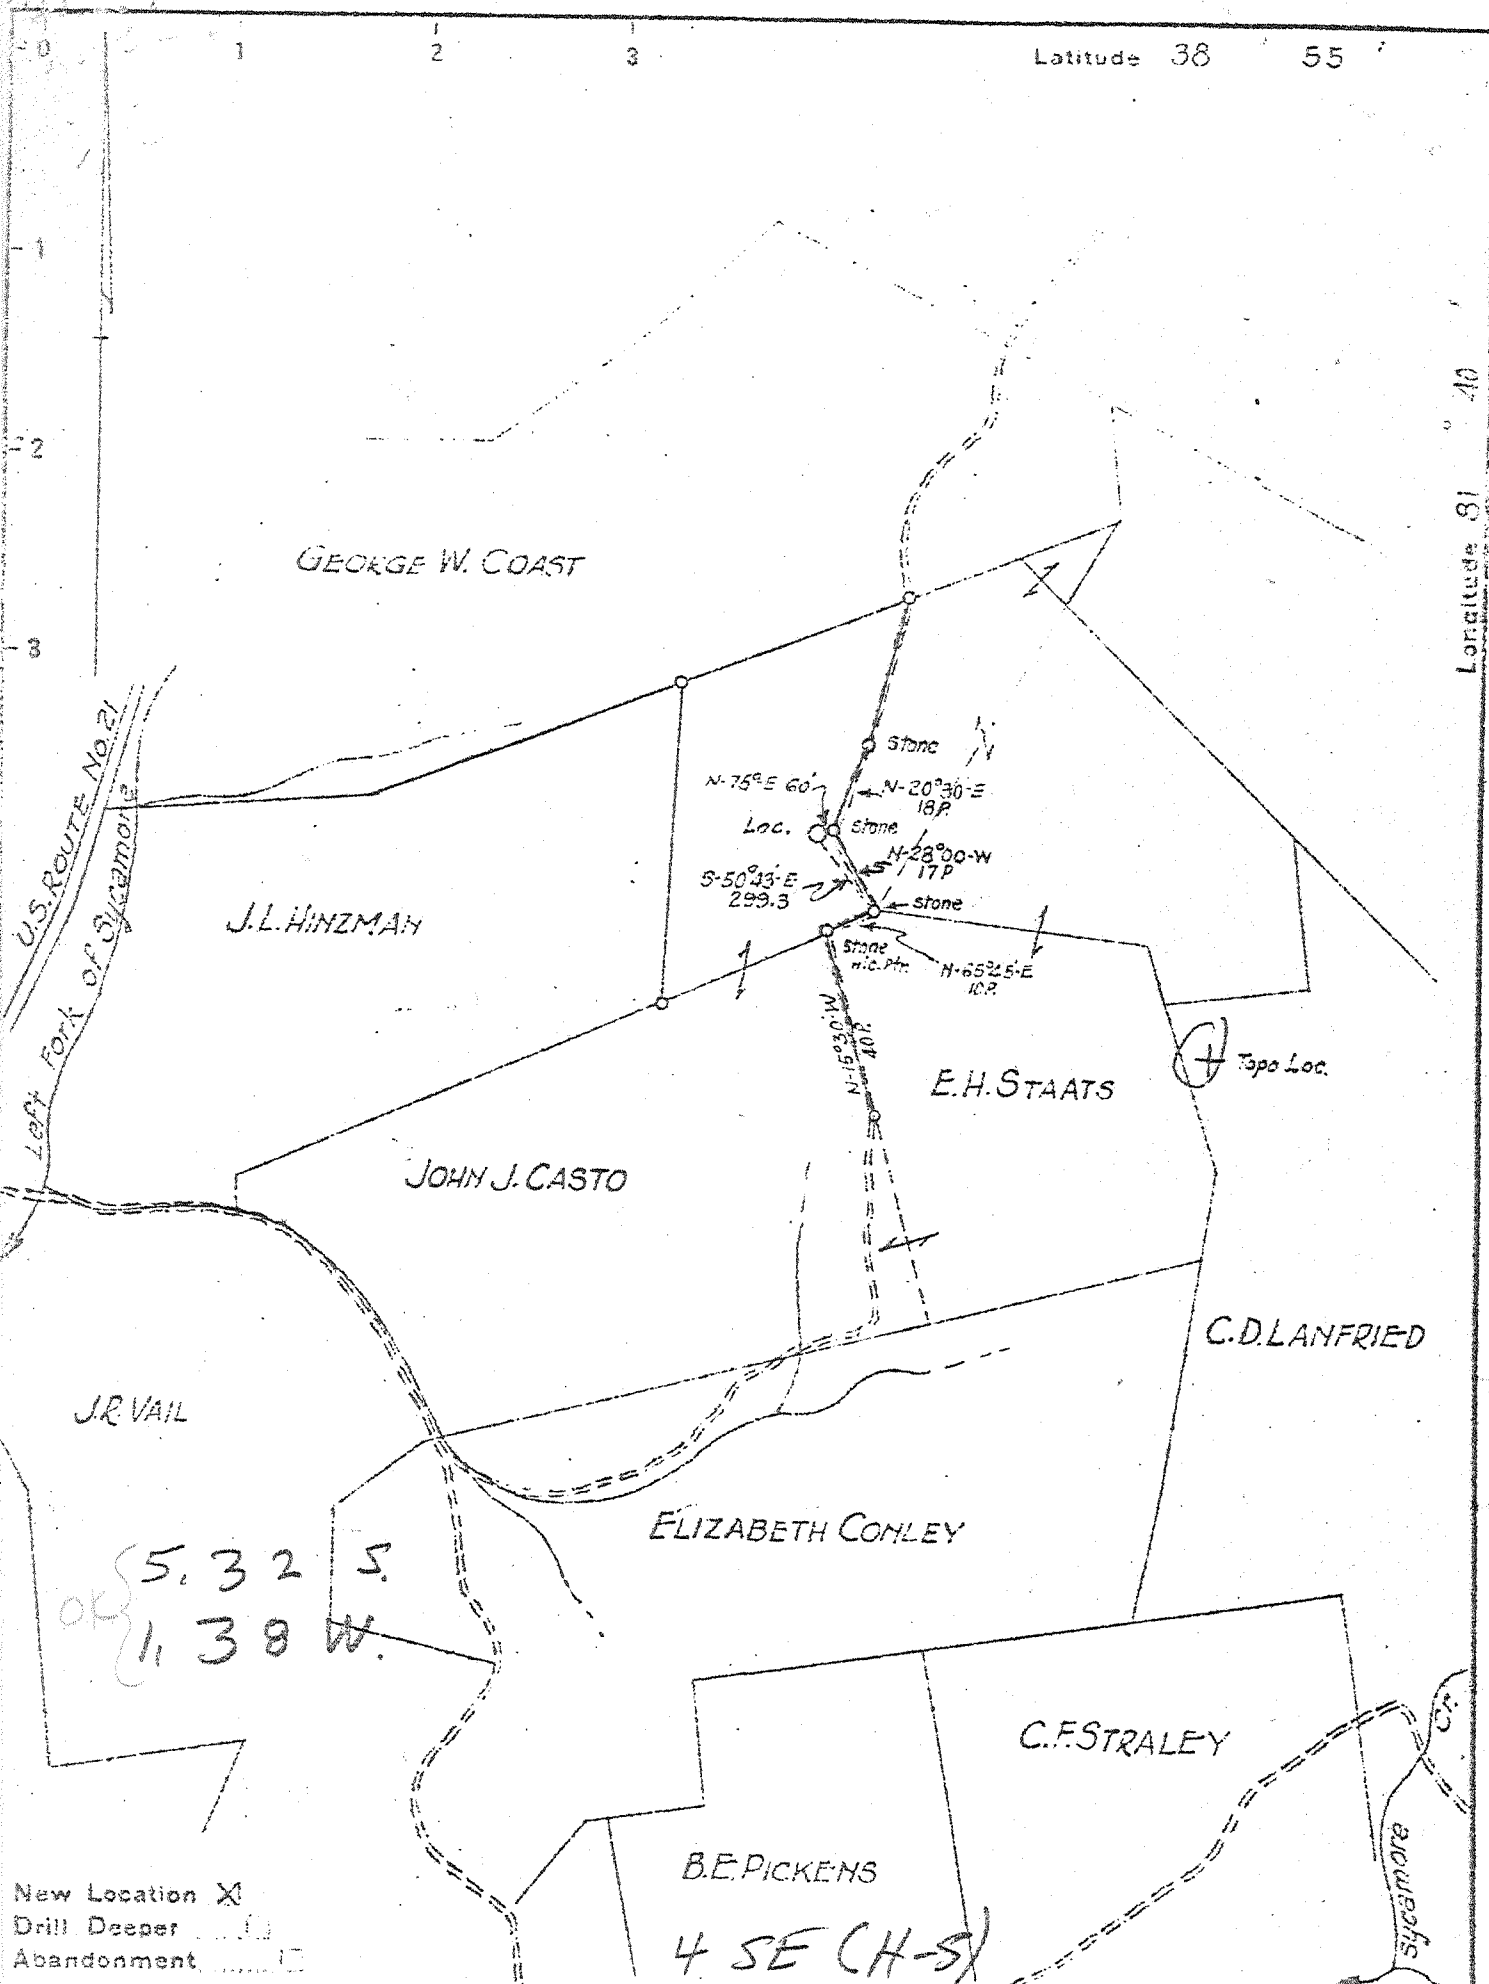 0 1 2 3
Latitude 38 55
1
2
3
Longitude 81 40
GEORGE W. COAST
U.S. ROUTE No. 21
Left Fork of Sycamore
J.L. HINZMAN
stone
N-75°-E 60'
N-20°30'-E
18P.
Loc.
stone
N-28°00-W
17P
S-50°43'-E
299.3
stone
stone
N-65°45'-E
10P.
N-15°30'-W
40P.
E.H. STAATS
Topo Loc.
JOHN J. CASTO
C.D. LANFRIED
J.R. VAIL
ELIZABETH CONLEY
OK
5.32 S.
1.38 W.
C.F. STRALEY
Sycamore Cr.
B.E. PICKENS
4 SE (H-S)
New Location X
Drill Deeper
Abandonment